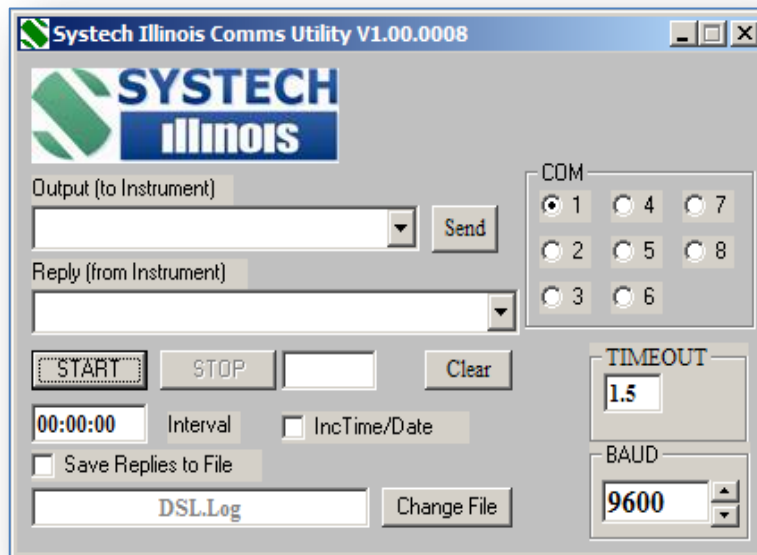 Systech Illinois Comms Utility V1.00.0008
SYSTECH
illinois
Output (to Instrument)
Send
Reply (from Instrument)
COM
1 4 7
2 5 8
3 6
START STOP Clear
00:00:00 Interval IncTime/Date
Save Replies to File
DSL.Log Change File
TIMEOUT
1.5
BAUD
9600